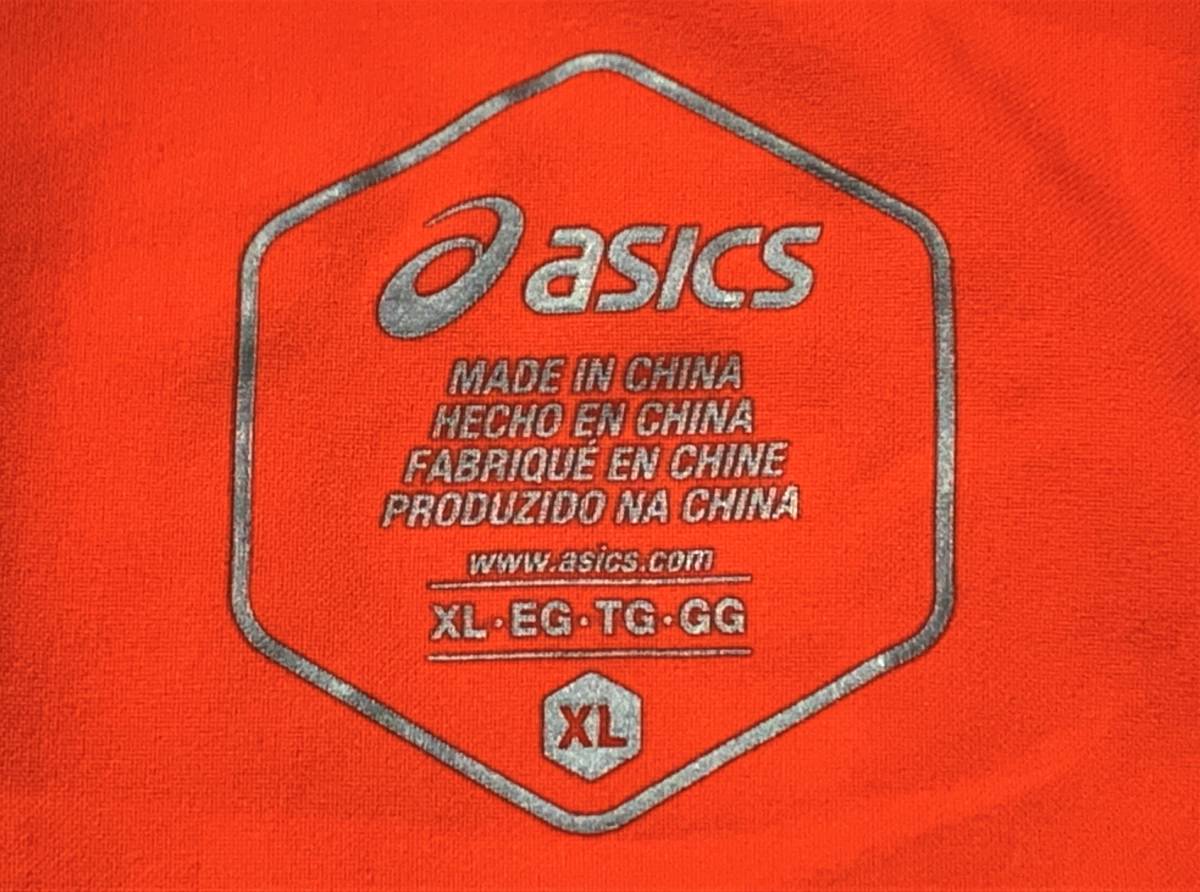 asics
MADE IN CHINA
HECHO EN CHINA
FABRIQUÉ EN CHINE
PRODUZIDO NA CHINA
www.asics.com
XL·EG·TG·GG
XL